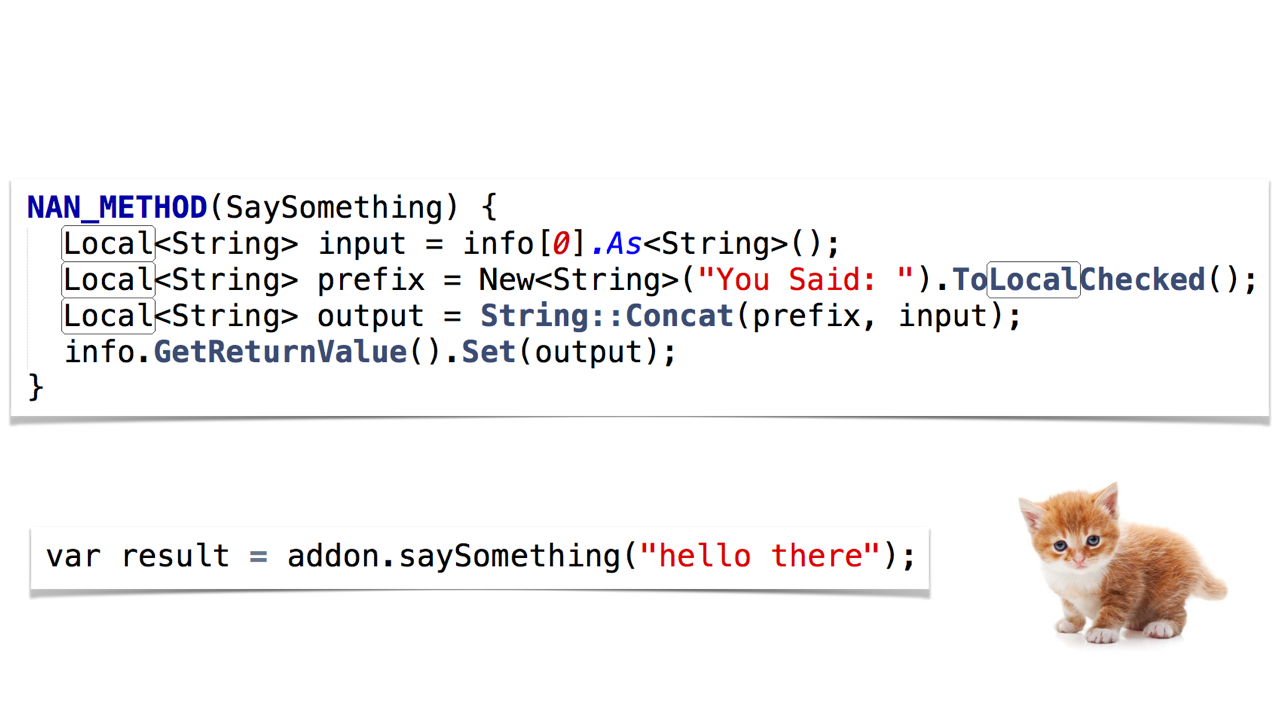 NAN_METHOD(SaySomething) {
  Local<String> input = info[0].As<String>();
  Local<String> prefix = New<String>("You Said: ").ToLocalChecked();
  Local<String> output = String::Concat(prefix, input);
  info.GetReturnValue().Set(output);
}
var result = addon.saySomething("hello there");